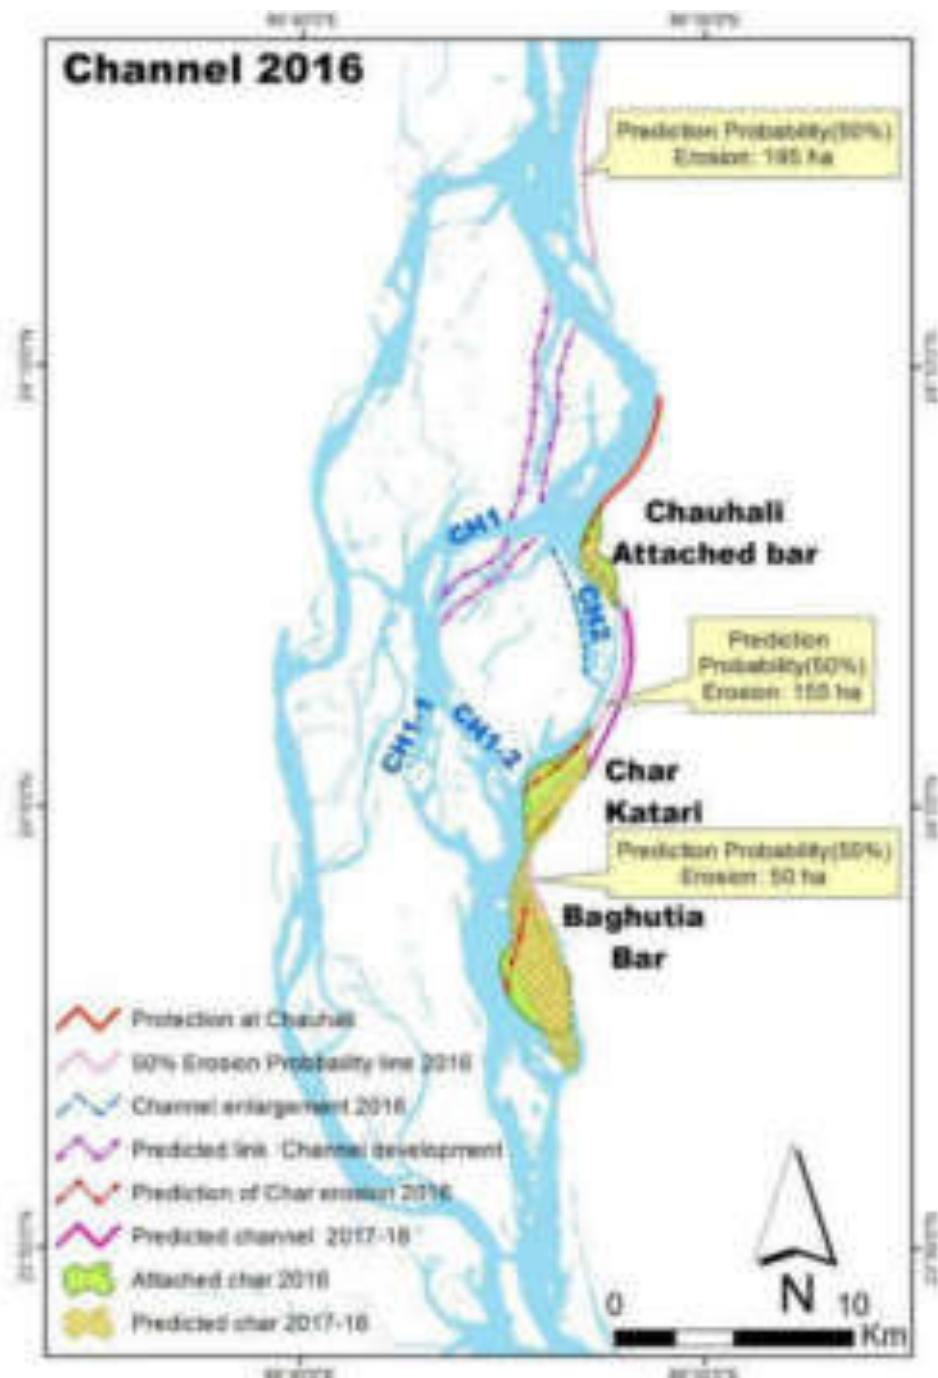 Channel 2016
Prediction Probability(50%)
Erosion: 195 ha
CH1
Chauhali
Attached bar
CH2
Prediction
Probability(50%)
Erosion: 155 ha
CH1-1
CH1-2
Char
Katari
Prediction Probability(50%)
Erosion: 50 ha
Baghutia
Bar
Protection at Chauhali
50% Erosion Probability line 2016
Channel enlargement 2016
Predicted link Channel development
Prediction of Char erosion 2016
Predicted channel 2017-18
Attached char 2016
Predicted char 2017-18
N
0 10
Km